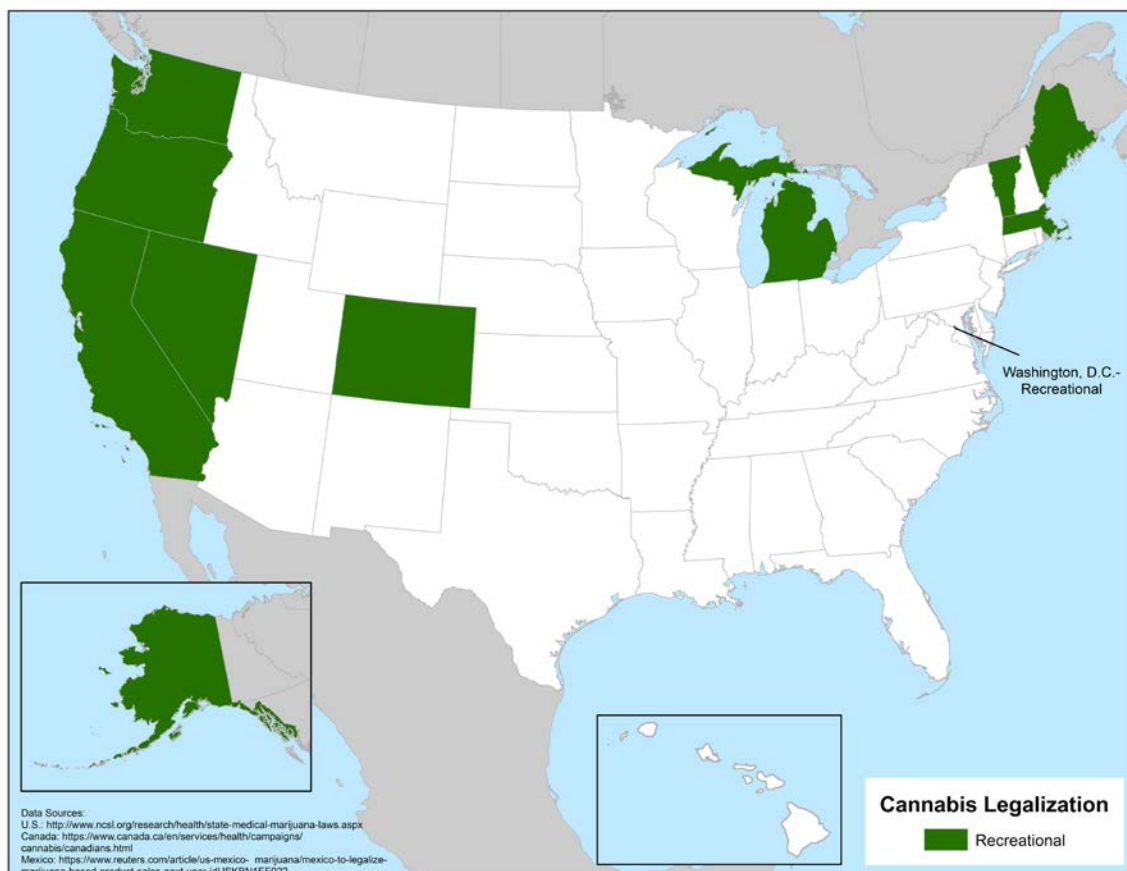 Washington, D.C.-
Recreational
Data Sources:
U.S.: http://www.ncsl.org/research/health/state-medical-marijuana-laws.aspx
Canada: https://www.canada.ca/en/services/health/campaigns/
cannabis/canadians.html
Mexico: https://www.reuters.com/article/us-mexico- marijuana/mexico-to-legalize-
Cannabis Legalization
Recreational